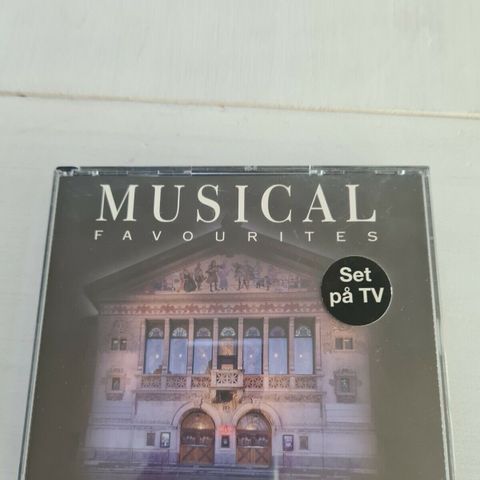 MUSICAL
FAVOURITES
Set
på TV